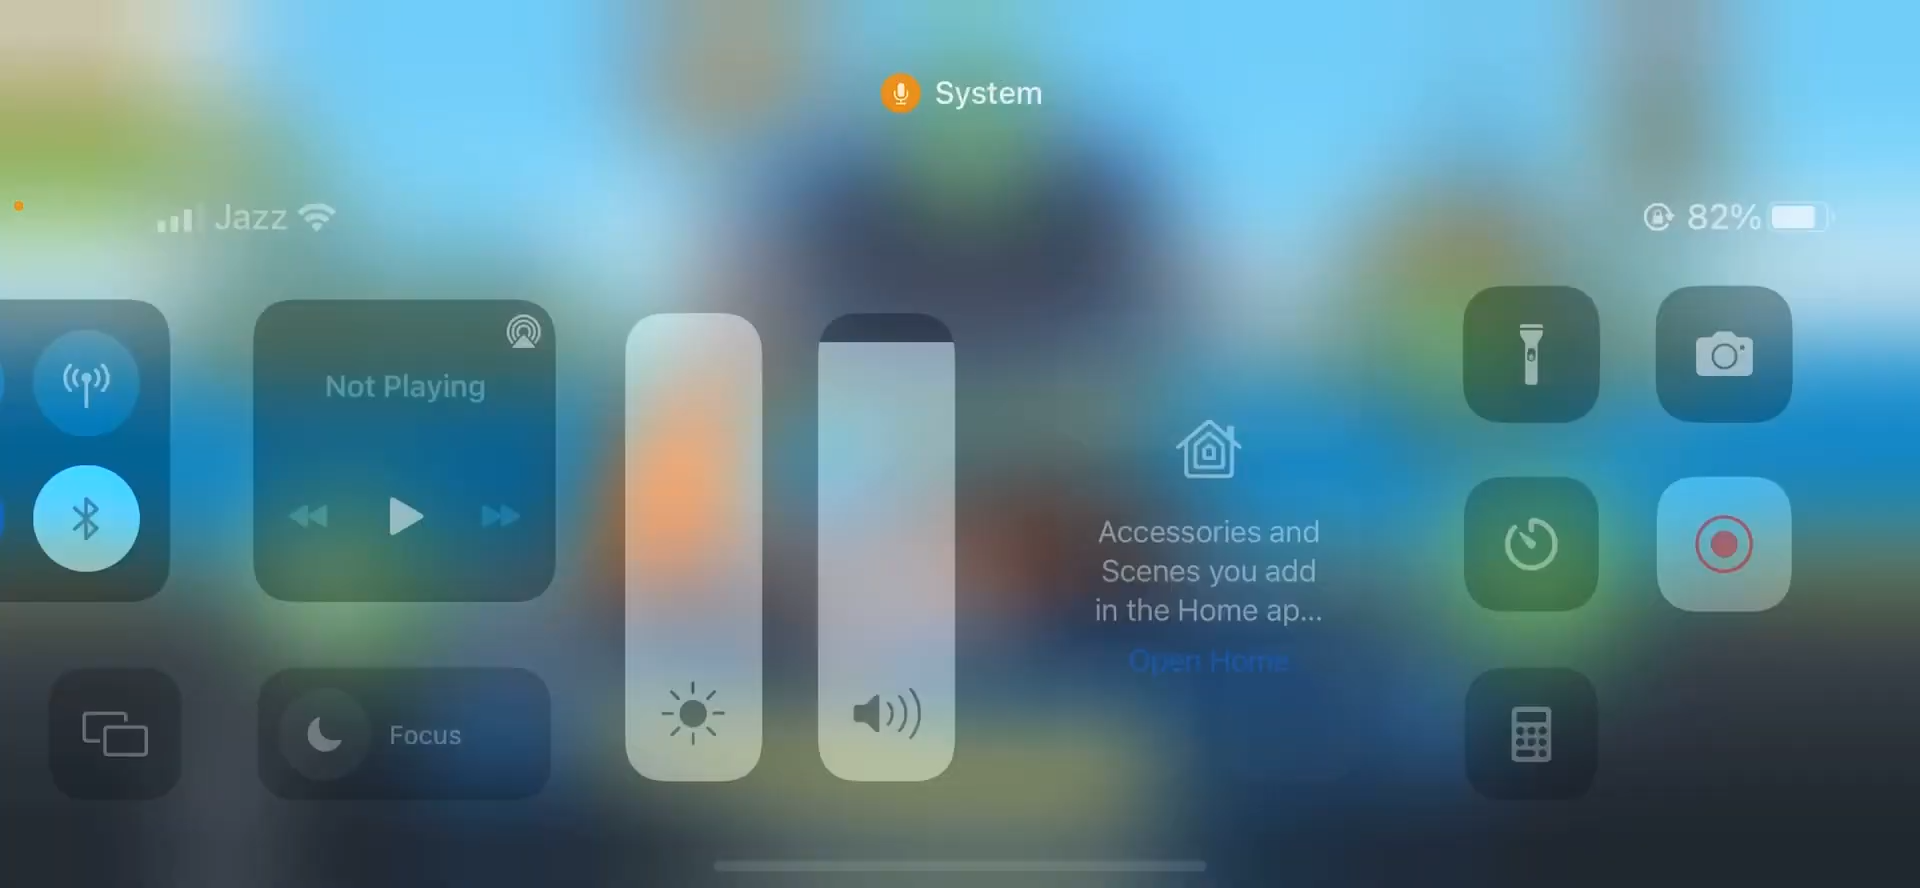 System
Jazz
82%
Not Playing
Accessories and
Scenes you add
in the Home ap...
Open Home
Focus